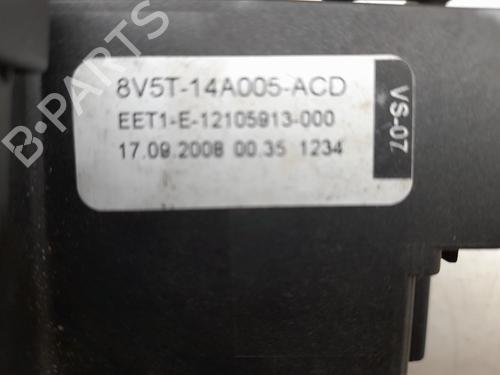 8V5T-14A005-ACD
EET1-E-12105913-000
17.09.2008 00.35 1234
VS-07
B-PARTS